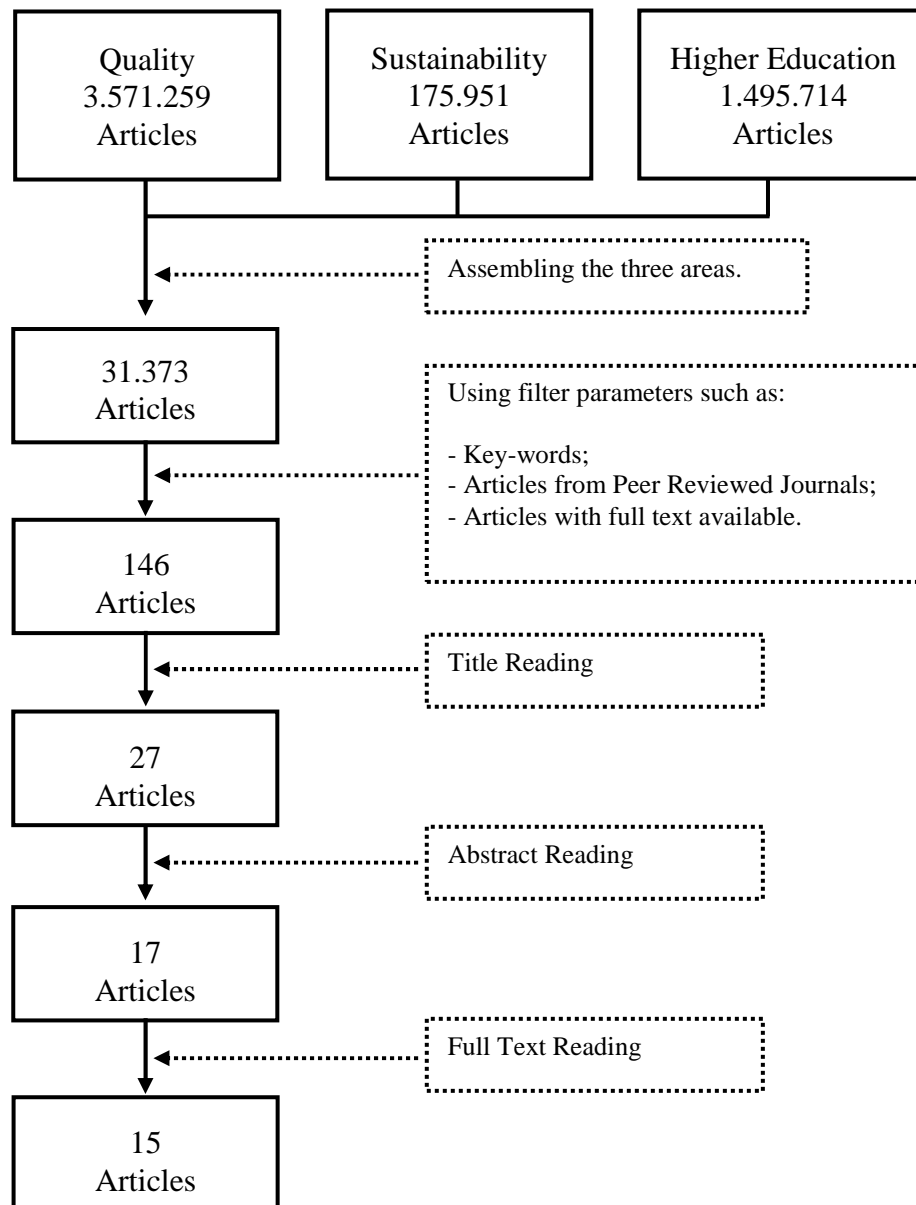 Quality
3.571.259
Articles
Sustainability
175.951
Articles
Higher Education
1.495.714
Articles
Assembling the three areas.
31.373
Articles
Using filter parameters such as:
- Key-words;
- Articles from Peer Reviewed Journals;
- Articles with full text available.
146
Articles
Title Reading
27
Articles
Abstract Reading
17
Articles
Full Text Reading
15
Articles